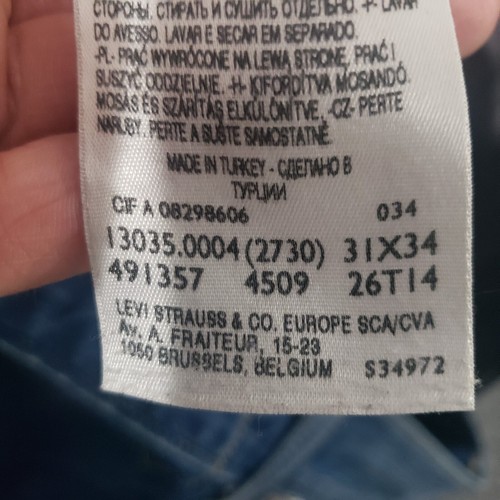 СТОРОНЫ. СТИРАТЬ И СУШИТЬ ОТДЕЛЬНО. -P- LAVAR
DO AVESSO. LAVAR E SECAR EM SEPARADO.
-PL- PRAĆ WYWRÓCONE NA LEWĄ STRONĘ, PRAĆ I
SUSZYĆ ODDZIELNIE. -H- KIFORDÍTVA MOSANDÓ.
MOSÁS ÉS SZÁRÍTÁS ELKÜLÖNÍTVE. -CZ- PERTE
NARUBY. PERTE A SUŠTE SAMOSTATNĚ.
MADE IN TURKEY - СДЕЛАНО В
ТУРЦИИ
CIF A 08298606 034
13035.0004 (2730) 31X34
491357 4509 26T14
LEVI STRAUSS & CO. EUROPE SCA/CVA
AV. A. FRAITEUR, 15-23
1050 BRUSSELS, BELGIUM S34972